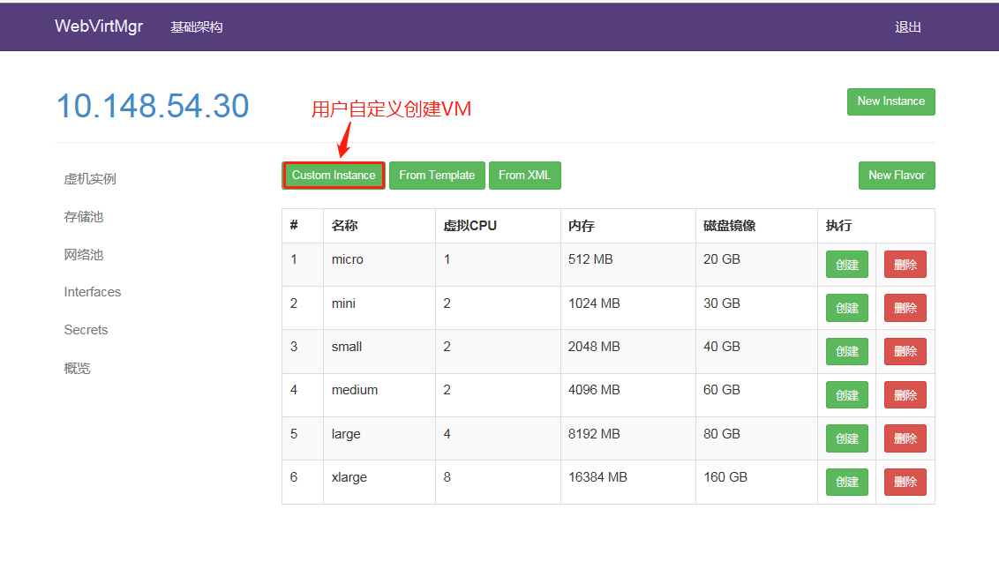 WebVirtMgr 基础架构 退出
10.148.54.30 用户自定义创建VM New Instance
Custom Instance From Template From XML New Flavor
虚机实例
存储池
网络池
Interfaces
Secrets
概览
# 名称 虚拟CPU 内存 磁盘镜像 执行
1 micro 1 512 MB 20 GB 创建 删除
2 mini 2 1024 MB 30 GB 创建 删除
3 small 2 2048 MB 40 GB 创建 删除
4 medium 2 4096 MB 60 GB 创建 删除
5 large 4 8192 MB 80 GB 创建 删除
6 xlarge 8 16384 MB 160 GB 创建 删除